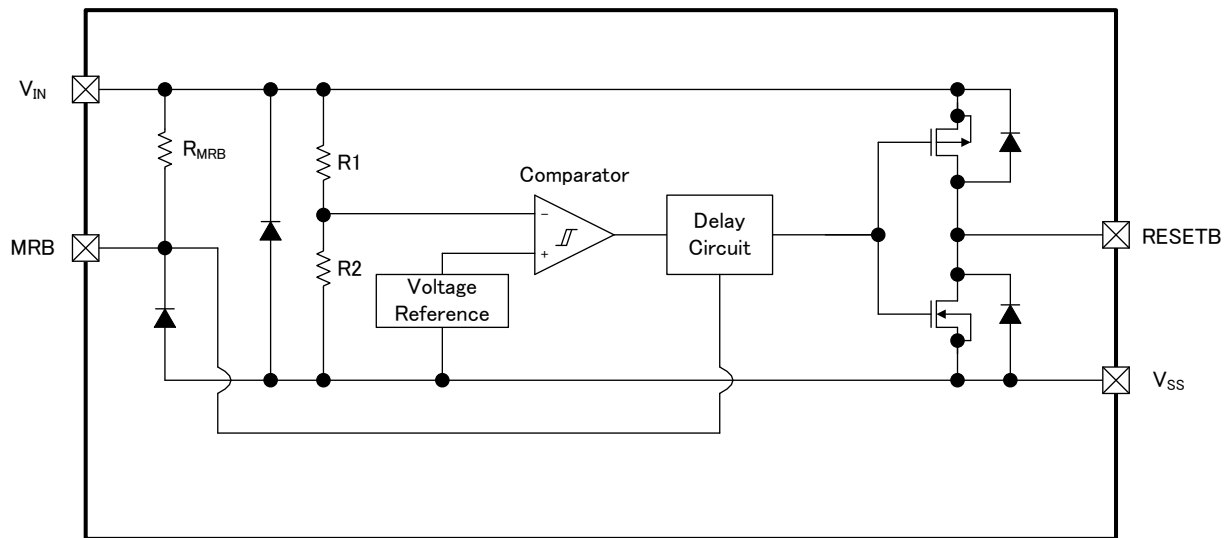 V_IN
R_MRB
R1
Comparator
−
+
Delay
Circuit
MRB
R2
Voltage
Reference
RESETB
V_SS